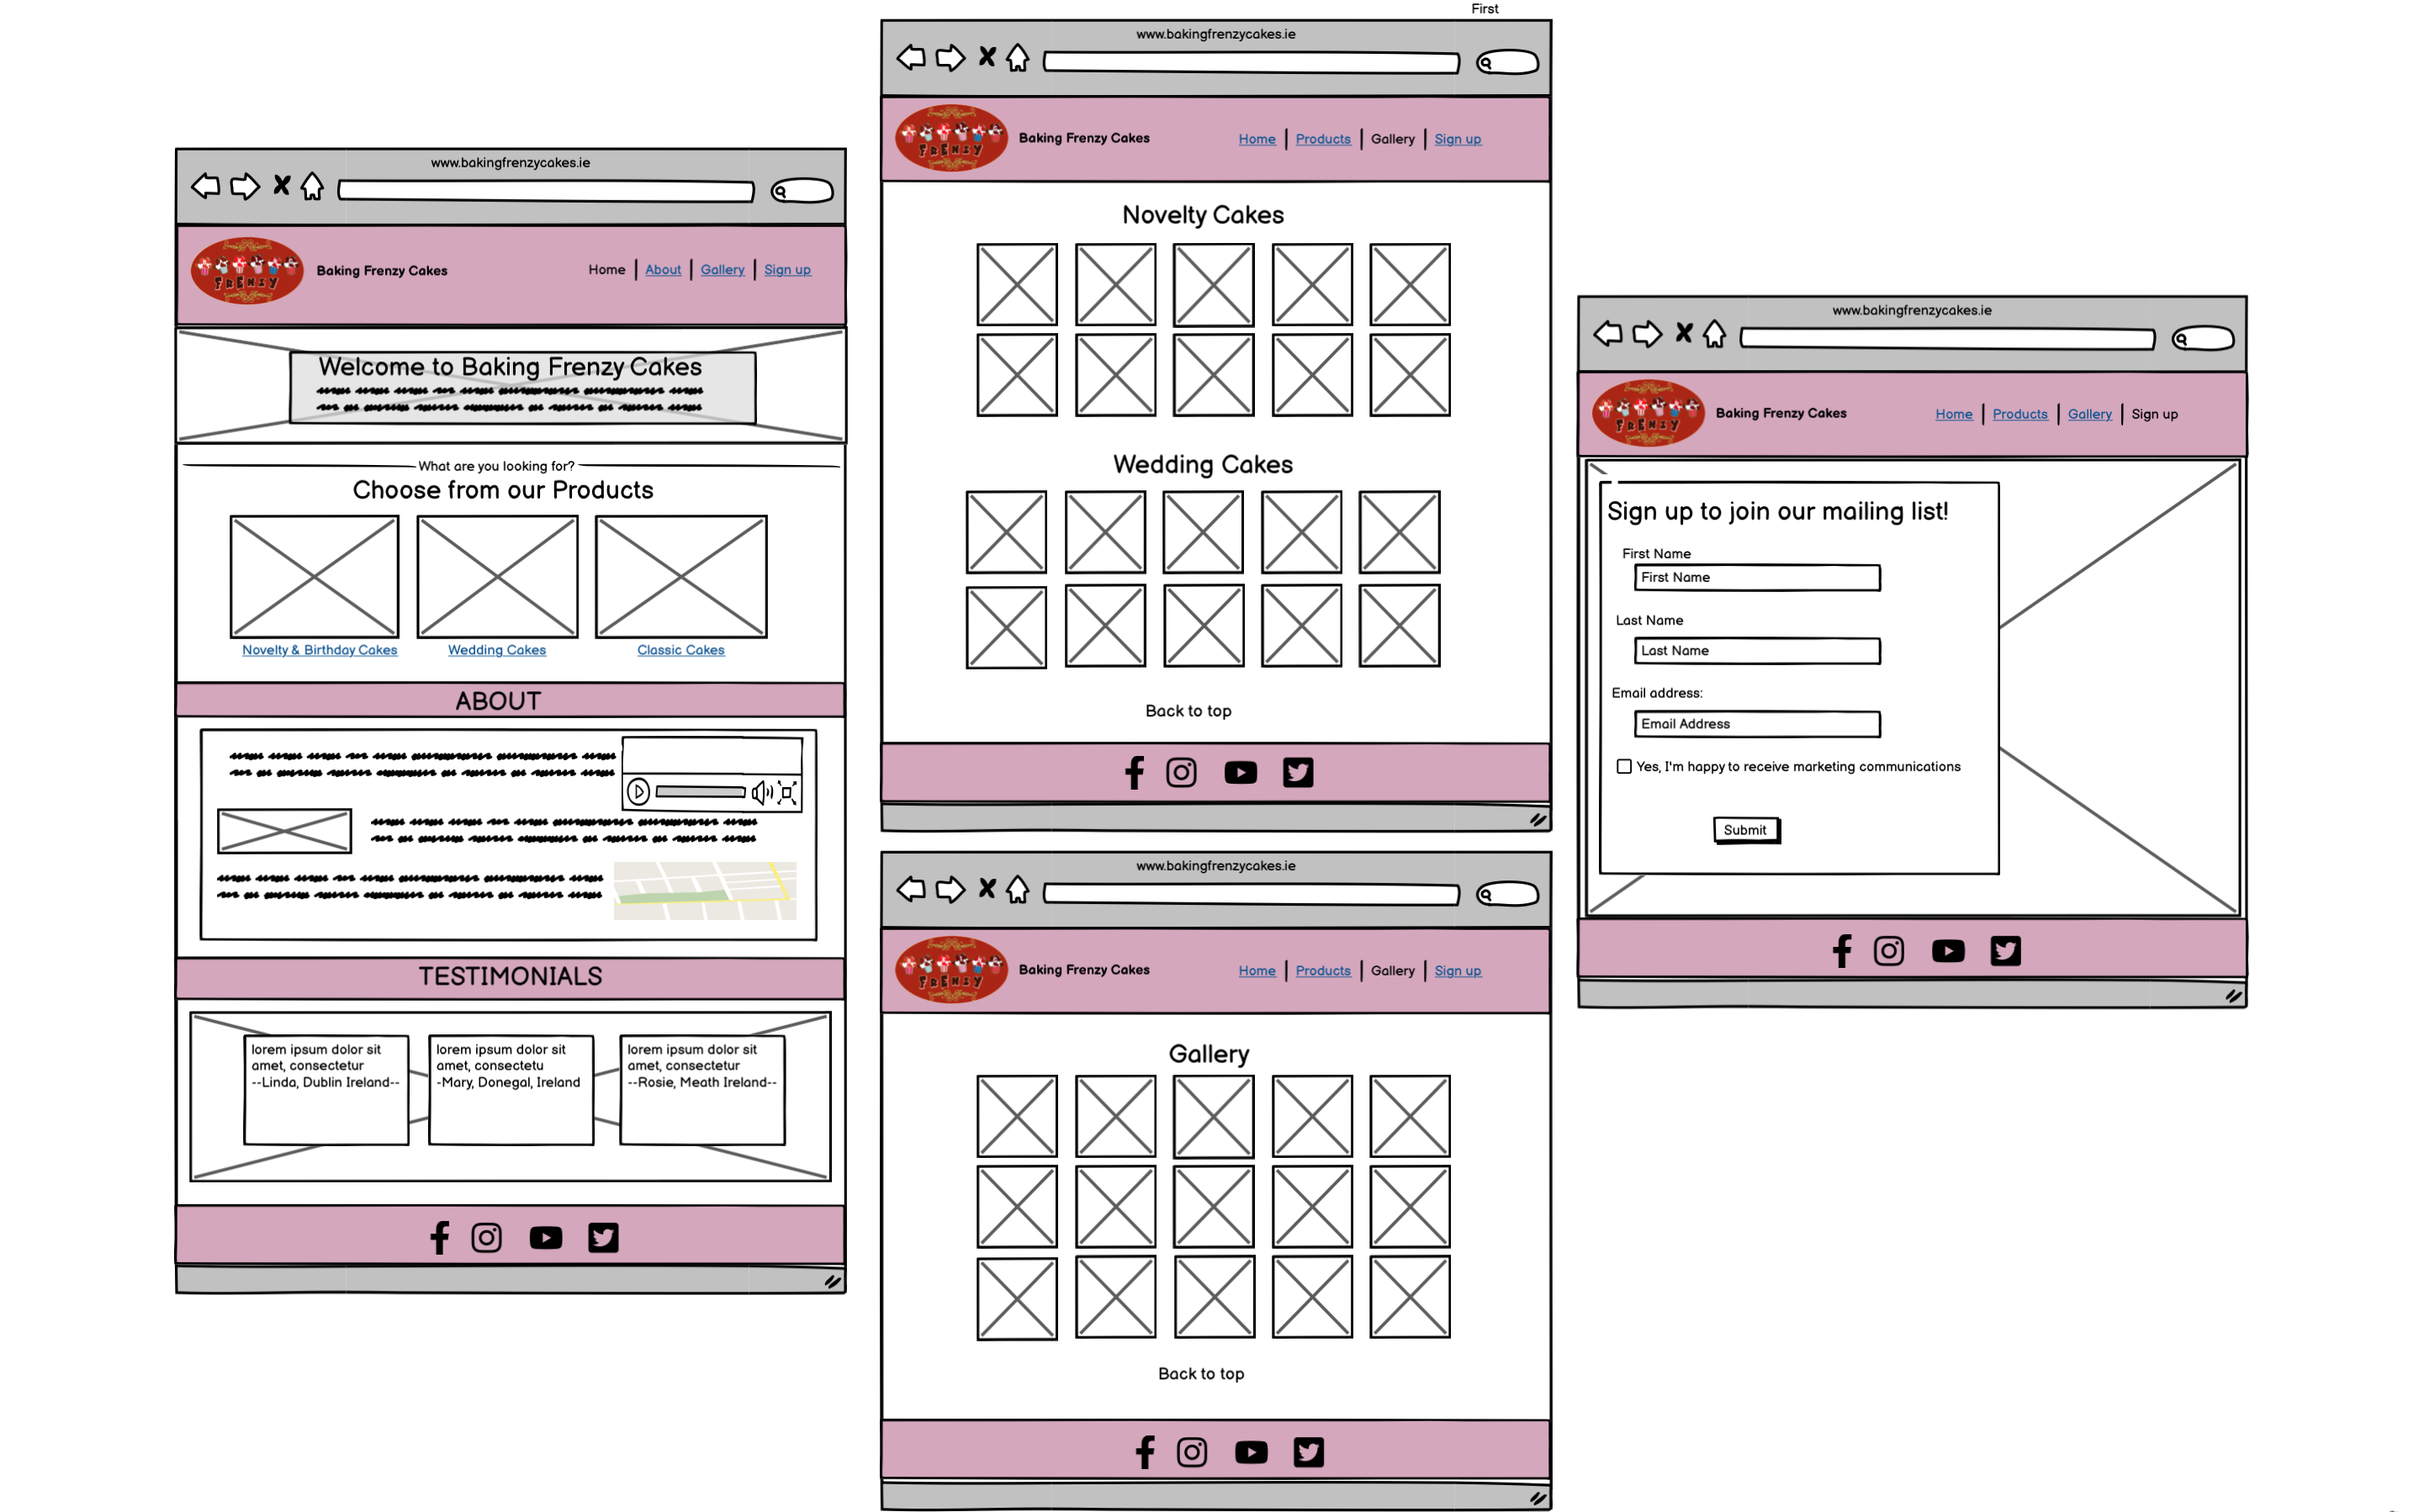 www.bakingfrenzycakes.ie
FRENZY
Baking Frenzy Cakes
Home | About | Gallery | Sign up
Welcome to Baking Frenzy Cakes
What are you looking for?
Choose from our Products
Novelty & Birthday Cakes
Wedding Cakes
Classic Cakes
ABOUT
TESTIMONIALS
lorem ipsum dolor sit
amet, consectetur
--Linda, Dublin Ireland--
lorem ipsum dolor sit
amet, consectetu
-Mary, Donegal, Ireland
lorem ipsum dolor sit
amet, consectetur
--Rosie, Meath Ireland--
First
www.bakingfrenzycakes.ie
FRENZY
Baking Frenzy Cakes
Home | Products | Gallery | Sign up
Novelty Cakes
Wedding Cakes
Back to top
www.bakingfrenzycakes.ie
FRENZY
Baking Frenzy Cakes
Home | Products | Gallery | Sign up
Gallery
Back to top
www.bakingfrenzycakes.ie
FRENZY
Baking Frenzy Cakes
Home | Products | Gallery | Sign up
Sign up to join our mailing list!
First Name
First Name
Last Name
Last Name
Email address:
Email Address
Yes, I'm happy to receive marketing communications
Submit